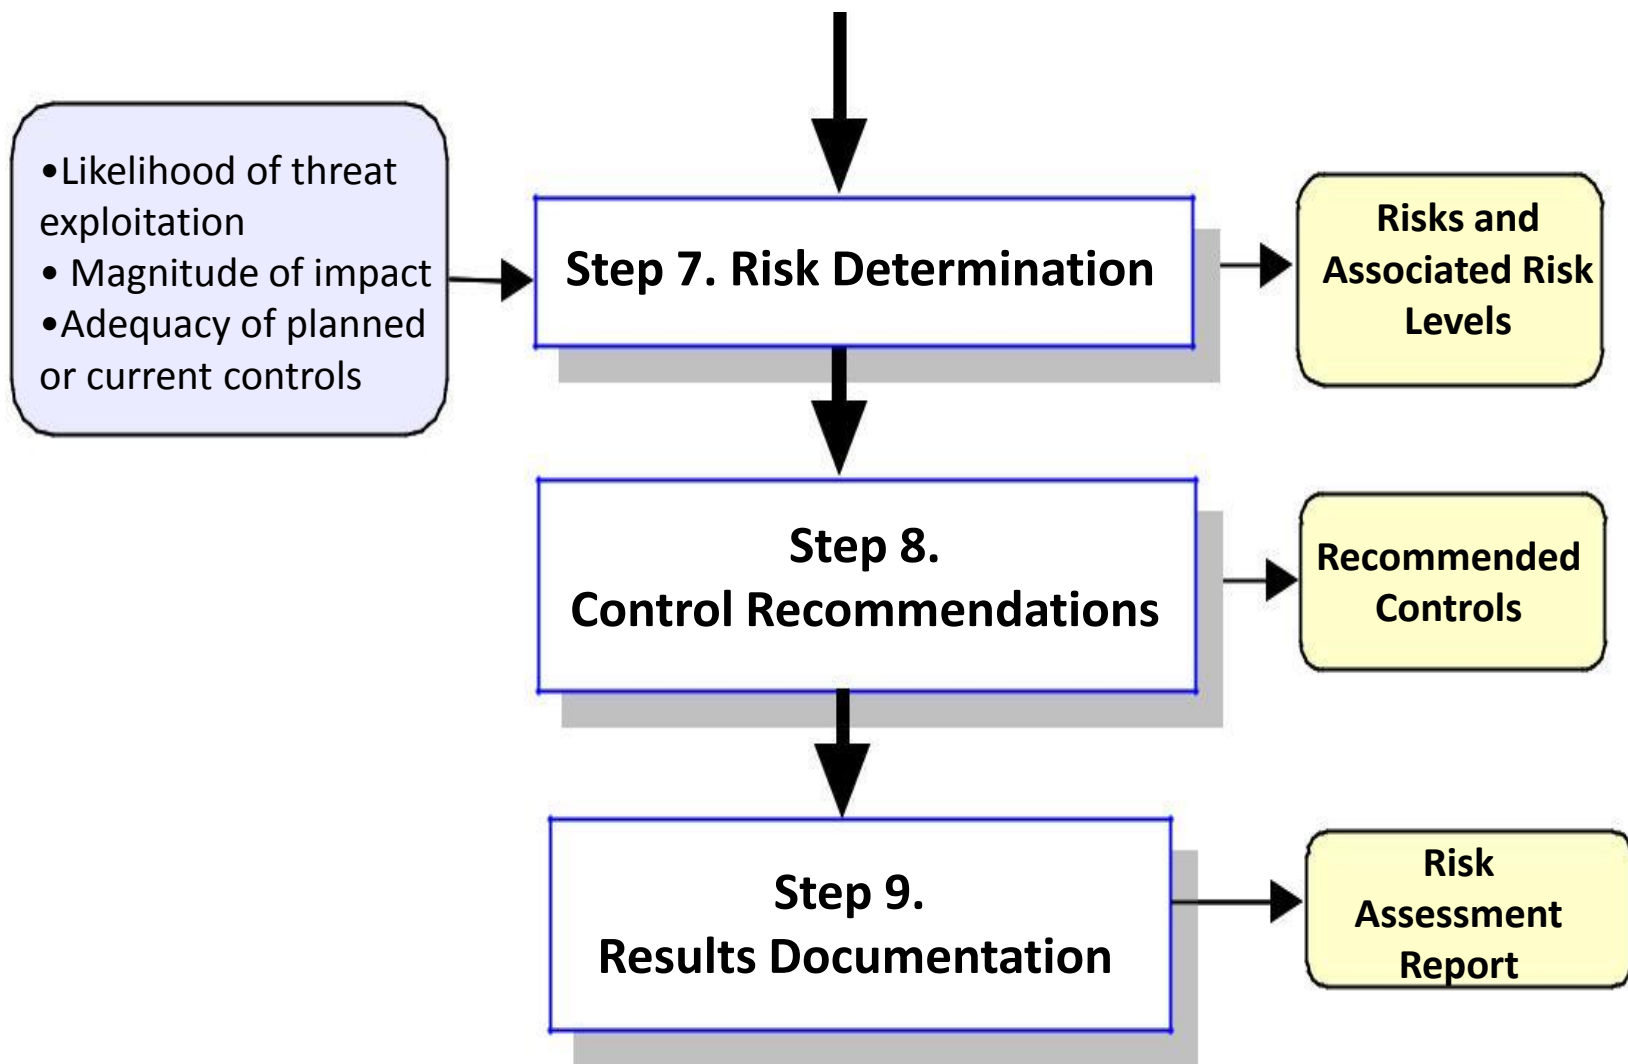 •Likelihood of threat
exploitation
• Magnitude of impact
•Adequacy of planned
or current controls
Step 7. Risk Determination
Risks and
Associated Risk
Levels
Step 8.
Control Recommendations
Recommended
Controls
Step 9.
Results Documentation
Risk
Assessment
Report